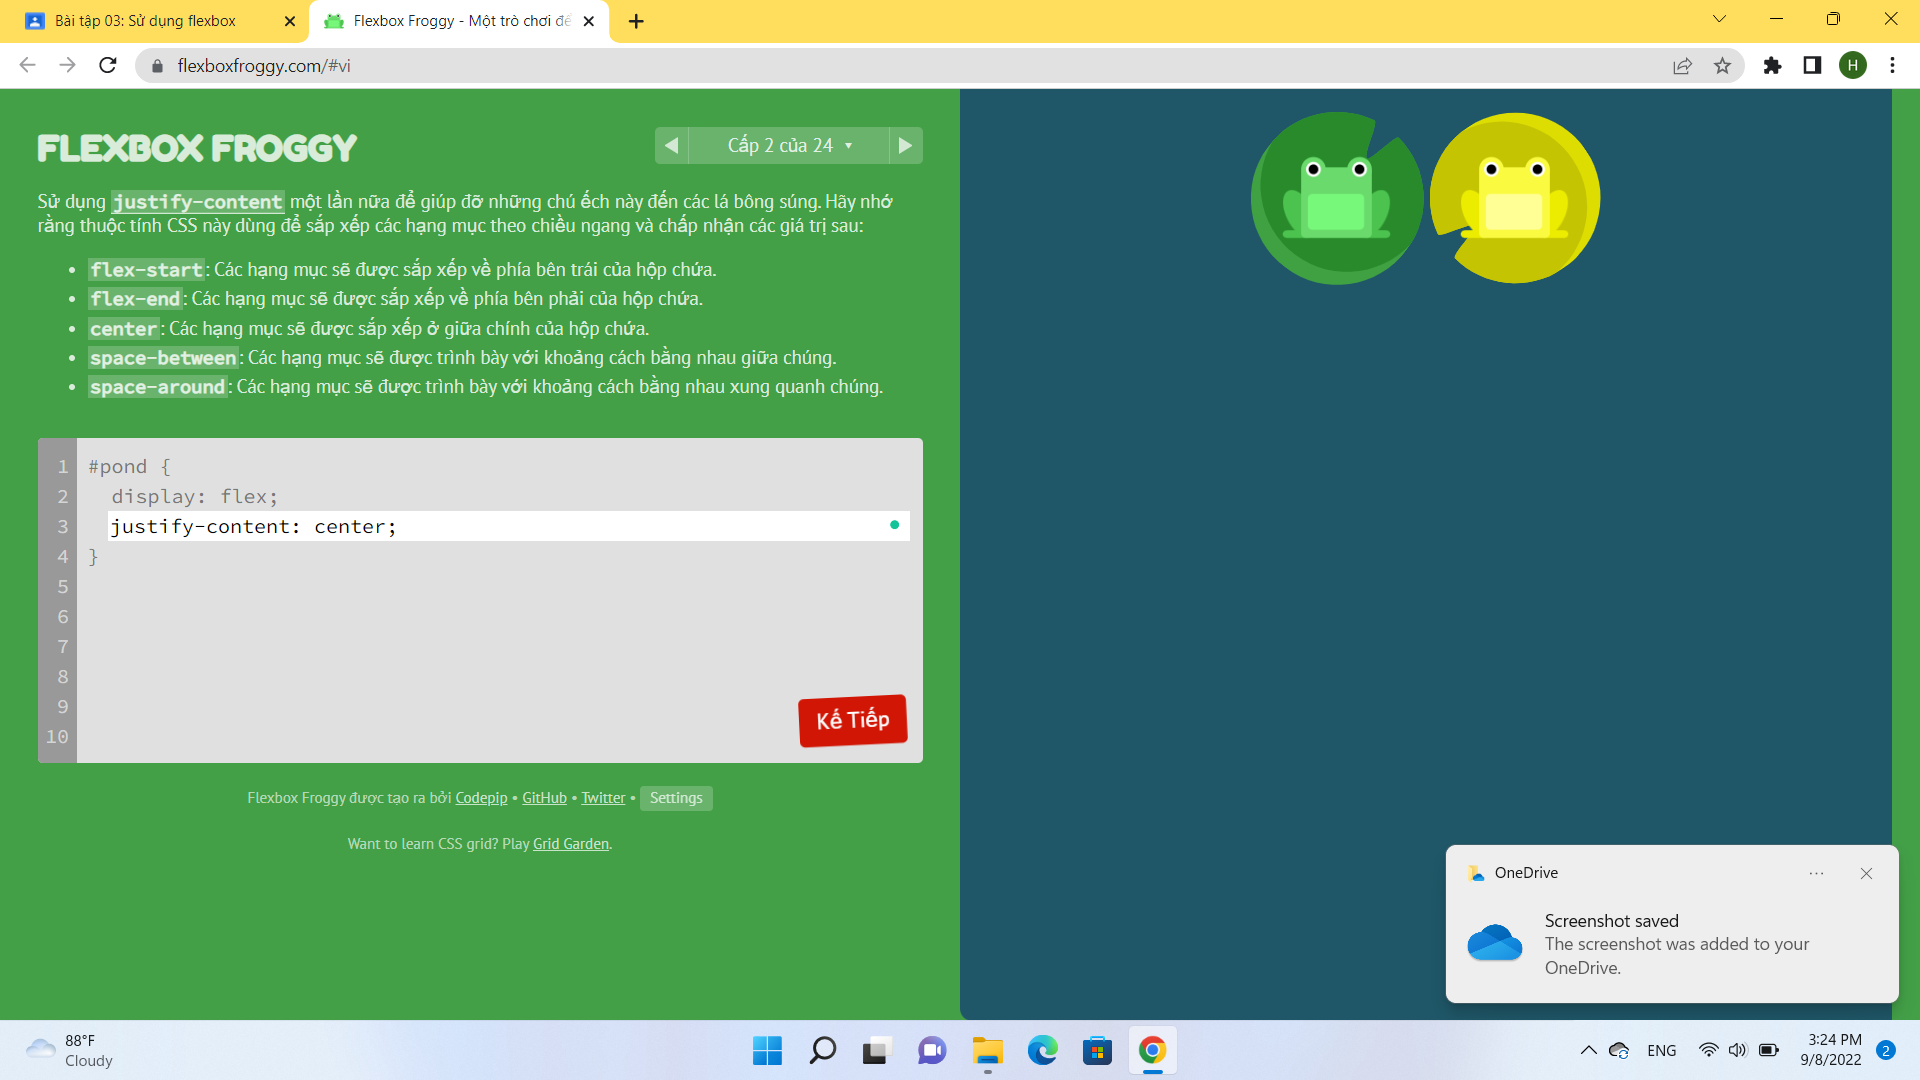 Bài tập 03: Sử dụng flexbox
Flexbox Froggy - Một trò chơi để
flexboxfroggy.com/#vi
H
FLEXBOX FROGGY
Cấp 2 của 24
Sử dụng justify-content một lần nữa để giúp đỡ những chú ếch này đến các lá bông súng. Hãy nhớ
rằng thuộc tính CSS này dùng để sắp xếp các hạng mục theo chiều ngang và chấp nhận các giá trị sau:
• flex-start: Các hạng mục sẽ được sắp xếp về phía bên trái của hộp chứa.
• flex-end: Các hạng mục sẽ được sắp xếp về phía bên phải của hộp chứa.
• center: Các hạng mục sẽ được sắp xếp ở giữa chính của hộp chứa.
• space-between: Các hạng mục sẽ được trình bày với khoảng cách bằng nhau giữa chúng.
• space-around: Các hạng mục sẽ được trình bày với khoảng cách bằng nhau xung quanh chúng.
1 #pond {
2 display: flex;
3 justify-content: center;
4 }
5
6
7
8
9
10
Kế Tiếp
Flexbox Froggy được tạo ra bởi Codepip • GitHub • Twitter • Settings
Want to learn CSS grid? Play Grid Garden.
OneDrive
Screenshot saved
The screenshot was added to your
OneDrive.
88°F
Cloudy
ENG
3:24 PM
9/8/2022
2